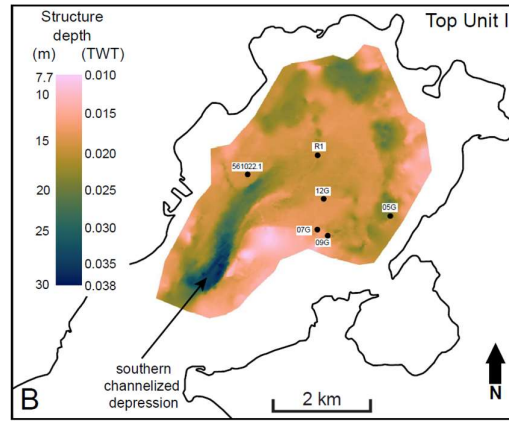 Top Unit I
Structure
depth
(m) (TWT)
7.7 0.010
10
0.015
15
0.020
20
0.025
25
0.030
0.035
30 0.038
R1
561022.1
12G
05G
07G
09G
southern
channelized
depression
B
2 km
N